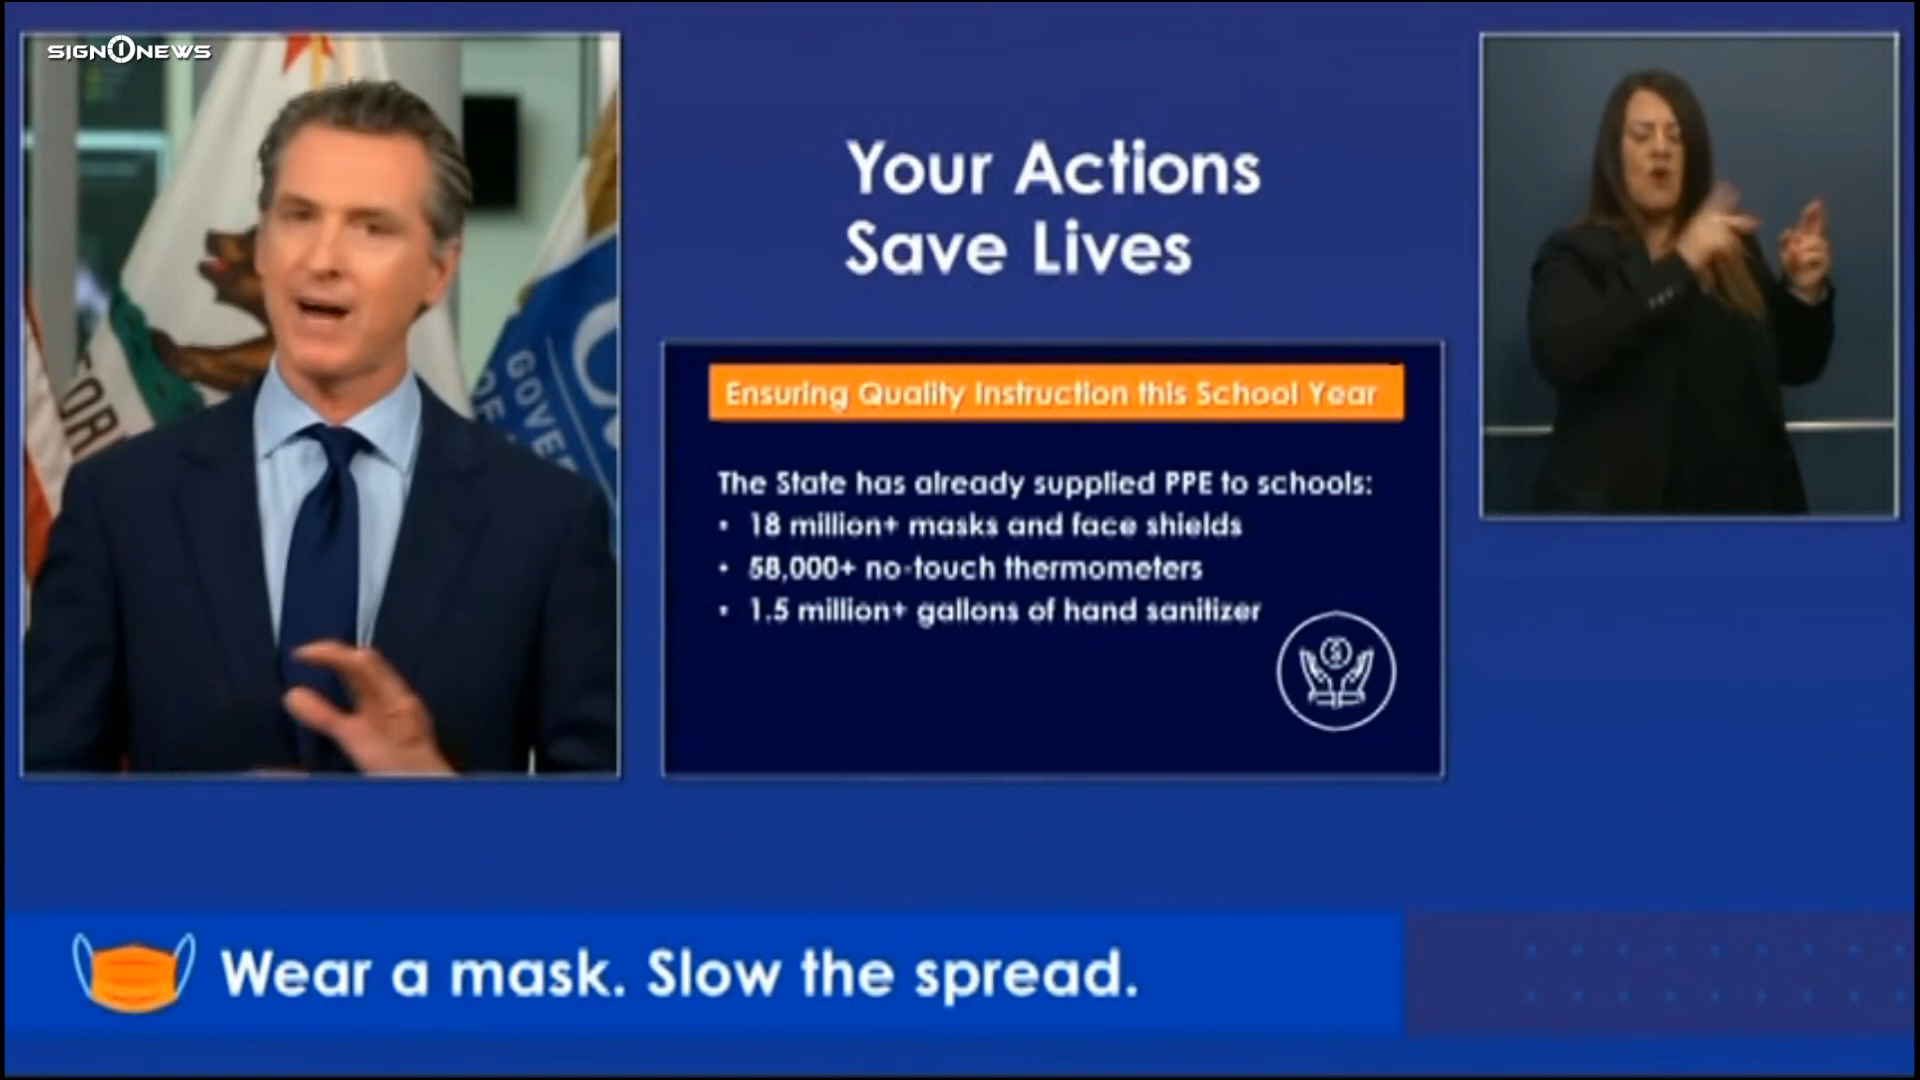 SIGN1NEWS
Your Actions
Save Lives
Ensuring Quality Instruction this School Year
The State has already supplied PPE to schools:
• 18 million+ masks and face shields
• 58,000+ no-touch thermometers
• 1.5 million+ gallons of hand sanitizer
Wear a mask. Slow the spread.